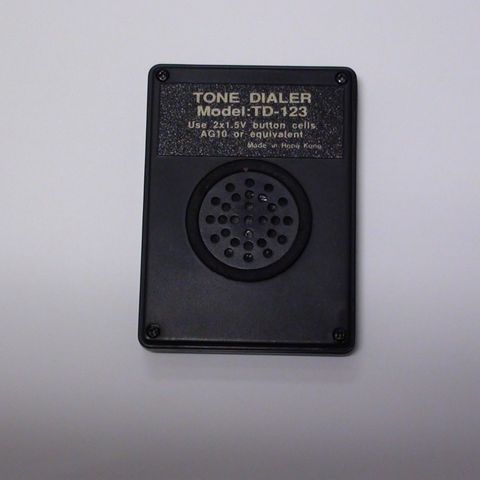 TONE DIALER
Model:TD-123
Use 2x1.5V button cells
AG10 or equivalent
Made in Hong Kong